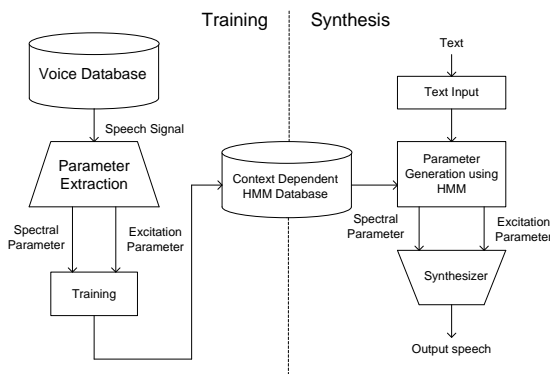 Training
Synthesis
Voice Database
Speech Signal
Parameter
Extraction
Spectral
Parameter
Excitation
Parameter
Training
Context Dependent
HMM Database
Text
Text Input
Parameter
Generation using
HMM
Spectral
Parameter
Excitation
Parameter
Synthesizer
Output speech